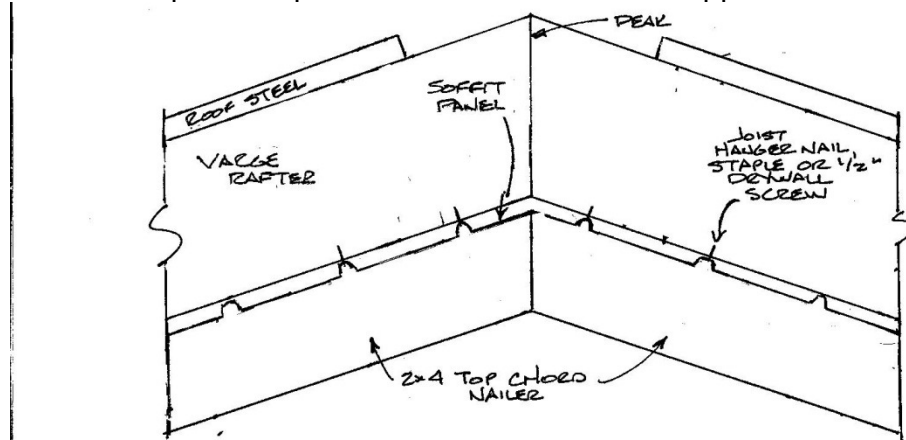 PEAK
ROOF STEEL
SOFFIT
PANEL
VARGE
RAFTER
JOIST
HANGER NAIL,
STAPLE OR 1/2"
DRYWALL
SCREW
2x4 TOP CHORD
NAILER